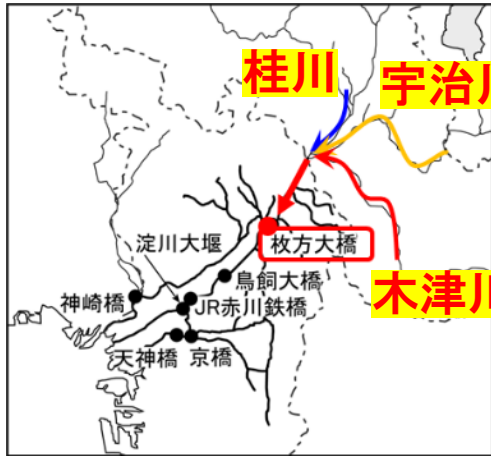 桂川
宇治川
淀川大堰
枚方大橋
鳥飼大橋
神崎橋
JR赤川鉄橋
木津川
天神橋
京橋